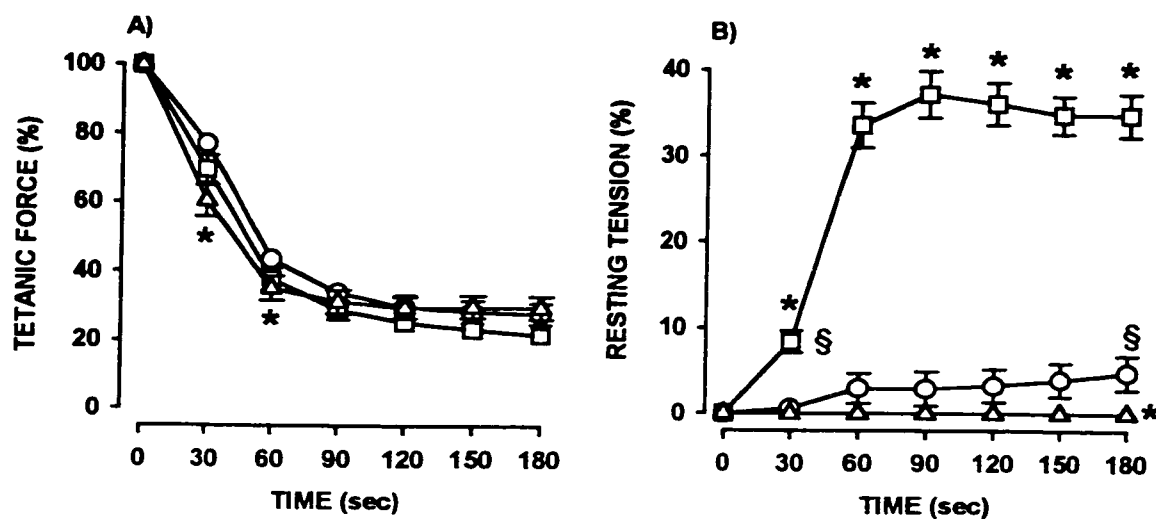 A)
TETANIC FORCE (%)
100
80
60
40
20
0
*
*
0 30 60 90 120 150 180
TIME (sec)
B)
RESTING TENSION (%)
40
30
20
10
0
* * * * *
*
§
§
*
0 30 60 90 120 150 180
TIME (sec)